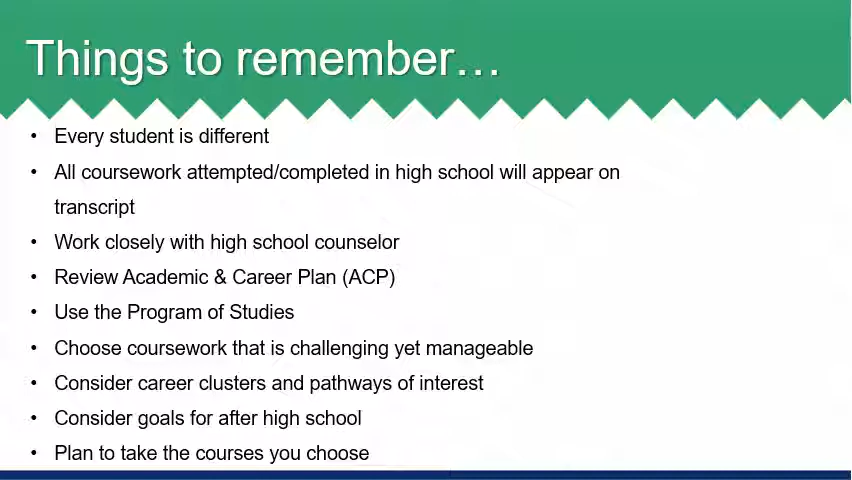 Things to remember…
• Every student is different
• All coursework attempted/completed in high school will appear on
transcript
• Work closely with high school counselor
• Review Academic & Career Plan (ACP)
• Use the Program of Studies
• Choose coursework that is challenging yet manageable
• Consider career clusters and pathways of interest
• Consider goals for after high school
• Plan to take the courses you choose